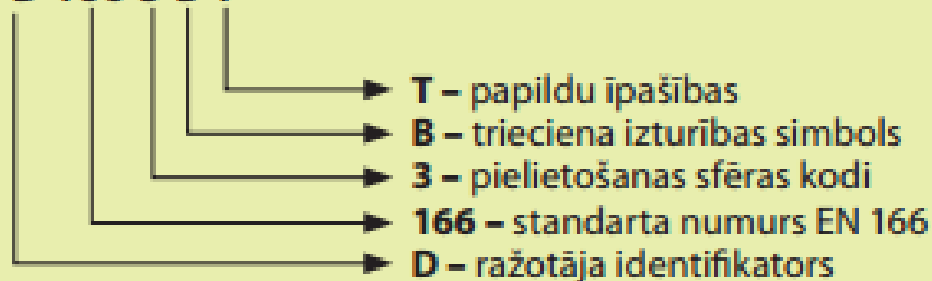 T – papildu īpašības
B – trieciena izturības simbols
3 – pielietošanas sfēras kodi
166 – standarta numurs EN 166
D – ražotāja identifikators